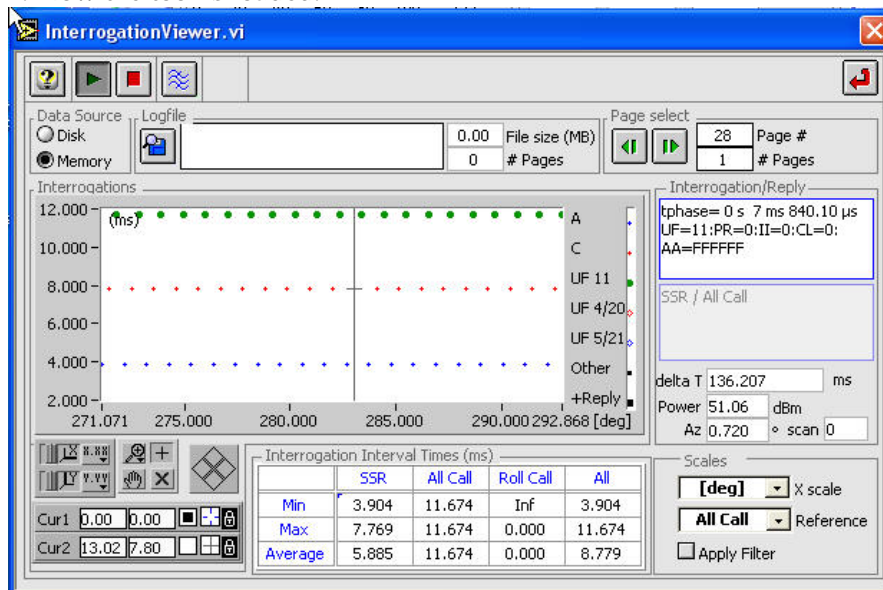 InterrogationViewer.vi
Data Source
Disk
Memory
Logfile
0.00 File size (MB)
0 # Pages
Page select
28 Page #
1 # Pages
Interrogations
(ms)
12.000
10.000
8.000
6.000
4.000
2.000
271.071 275.000 280.000 285.000 290.000 292.868 [deg]
A
C
UF 11
UF 4/20
UF 5/21
Other
+Reply
Interrogation/Reply
tphase= 0 s 7 ms 840.10 µs
UF=11:PR=0:II=0:CL=0:
AA=FFFFFF
SSR / All Call
delta T 136.207 ms
Power 51.06 dBm
Az 0.720 ° scan 0
X 8.88
Y Y.YY
Cur1 0.00 0.00
Cur2 13.02 7.80
Interrogation Interval Times (ms)
SSR All Call Roll Call All
Min 3.904 11.674 Inf 3.904
Max 7.769 11.674 0.000 11.674
Average 5.885 11.674 0.000 8.779
Scales
[deg] X scale
All Call Reference
Apply Filter